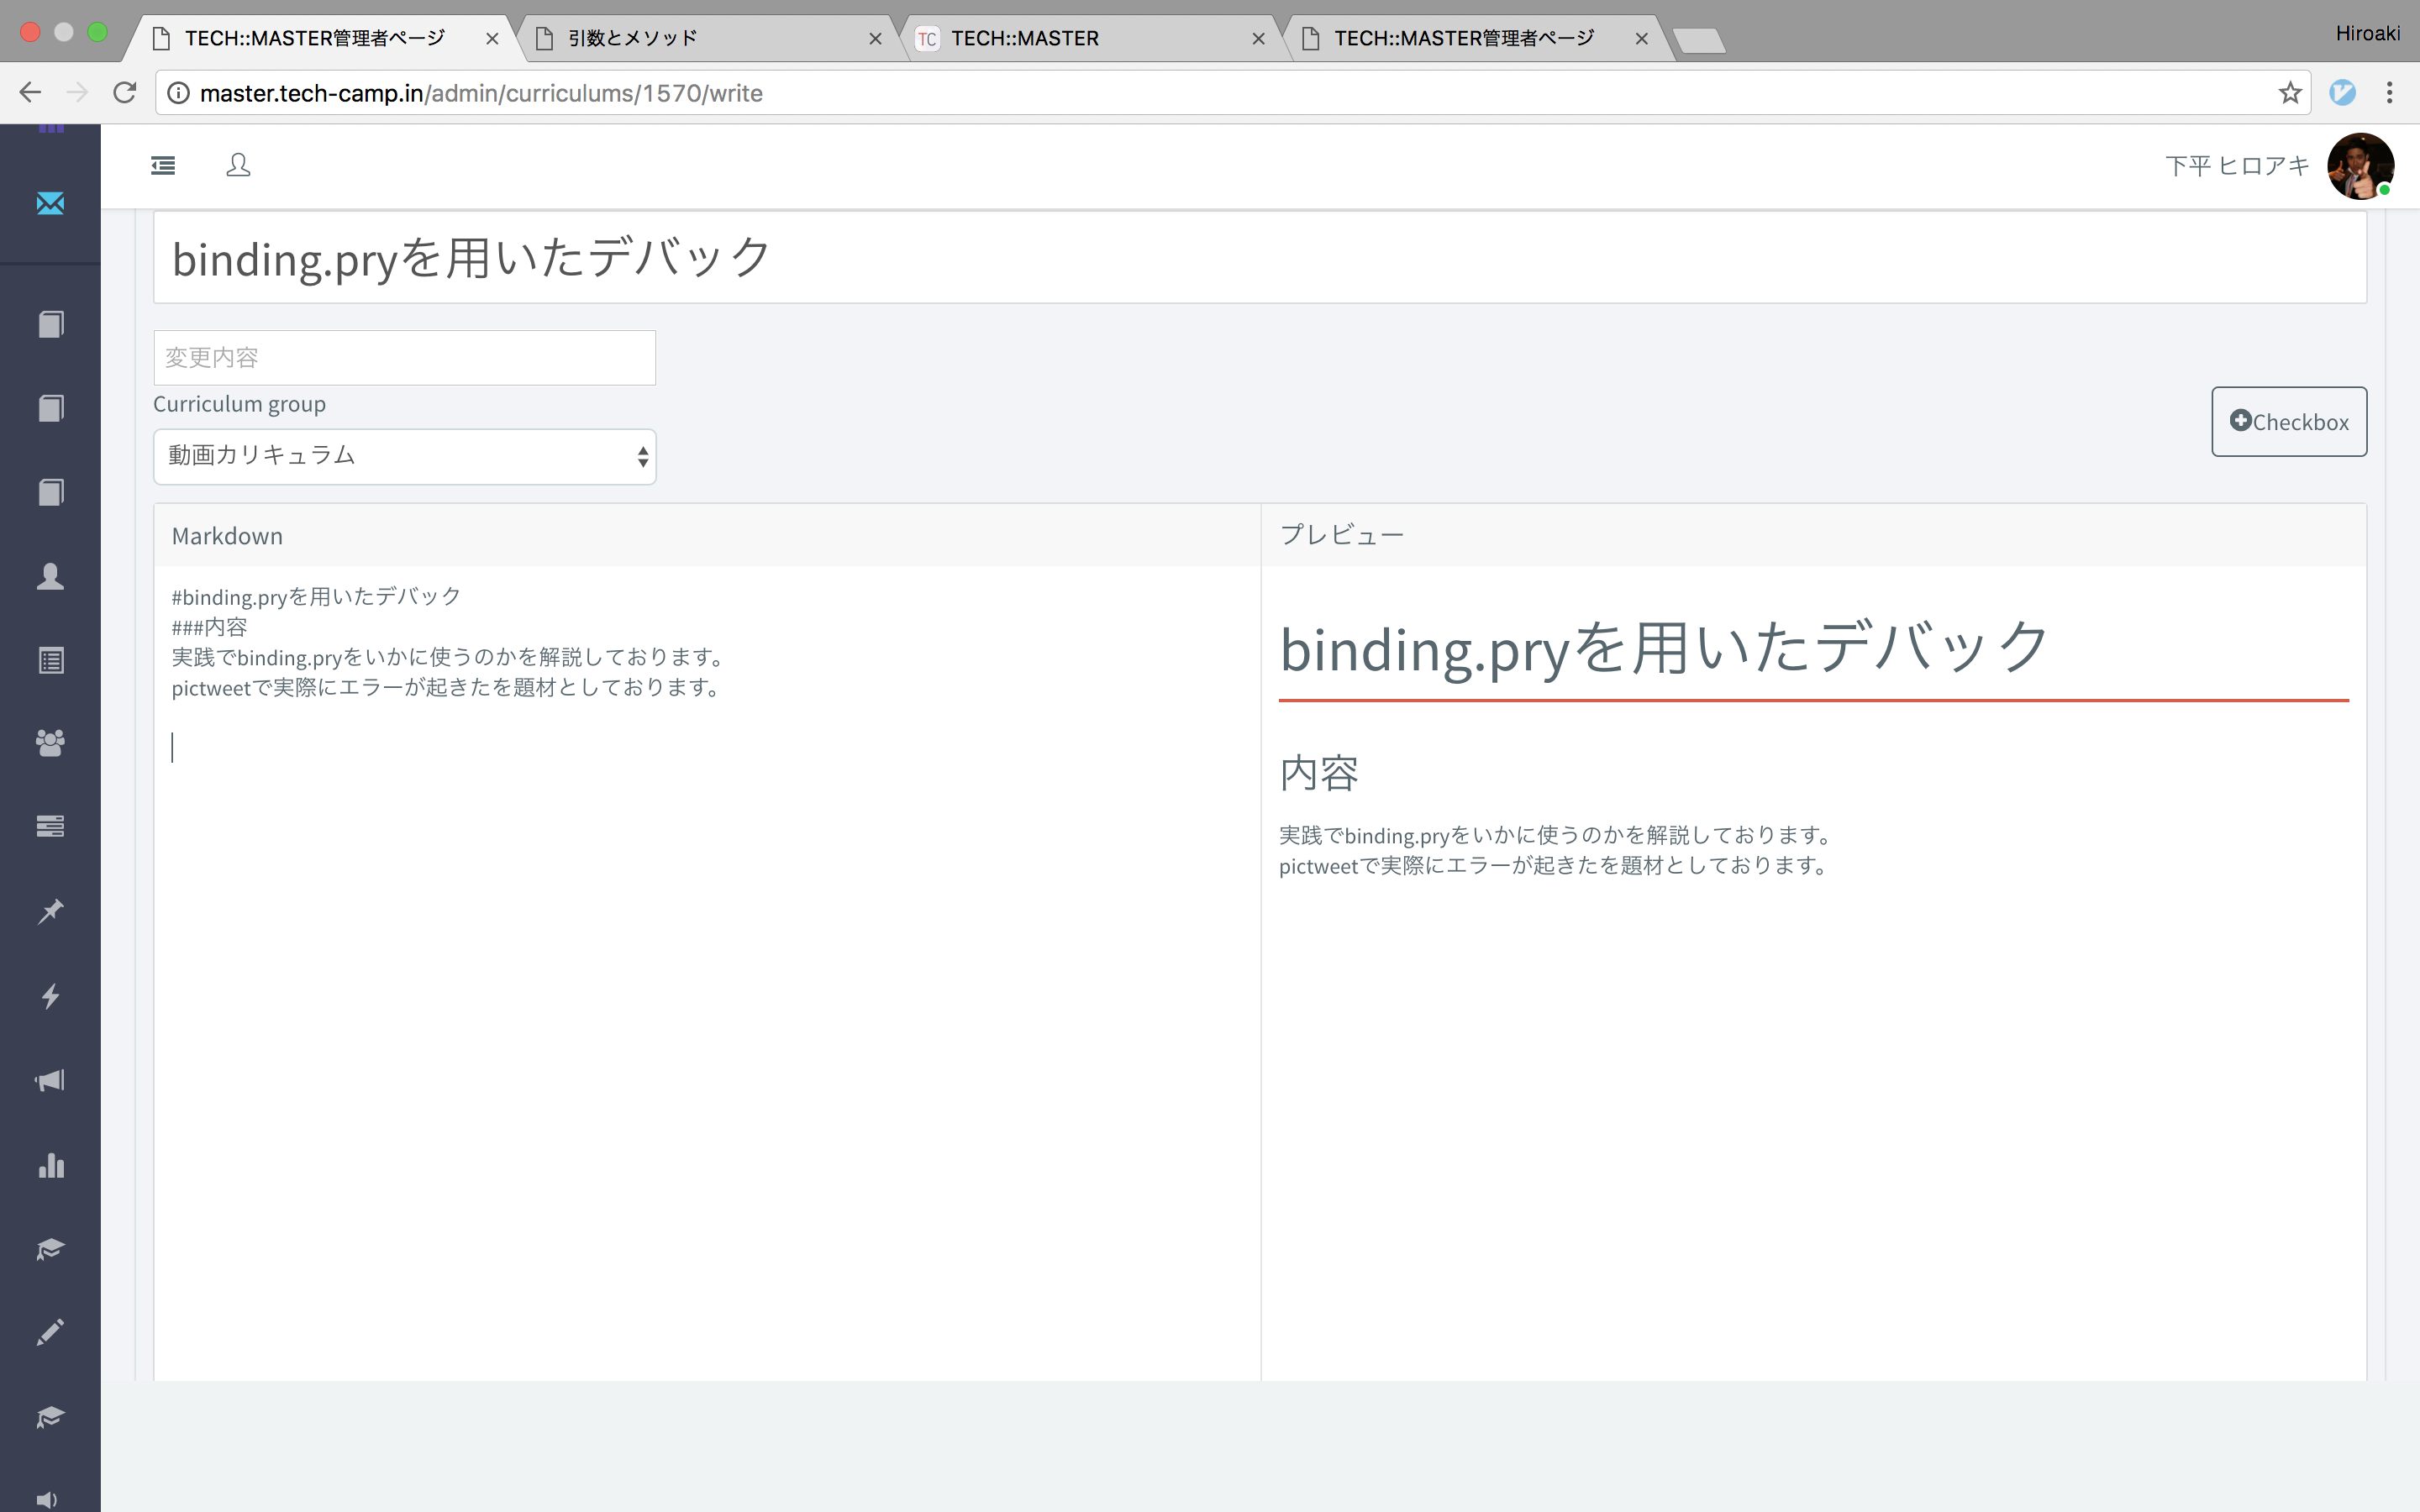 TECH::MASTER管理者ページ
引数とメソッド
TC TECH::MASTER
TECH::MASTER管理者ページ
Hiroaki
master.tech-camp.in/admin/curriculums/1570/write
下平 ヒロアキ
binding.pryを用いたデバック
変更内容
Curriculum group
動画カリキュラム
Checkbox
Markdown
#binding.pryを用いたデバック
###内容
実践でbinding.pryをいかに使うのかを解説しております。
pictweetで実際にエラーが起きたを題材としております。
プレビュー
binding.pryを用いたデバック
内容
実践でbinding.pryをいかに使うのかを解説しております。
pictweetで実際にエラーが起きたを題材としております。